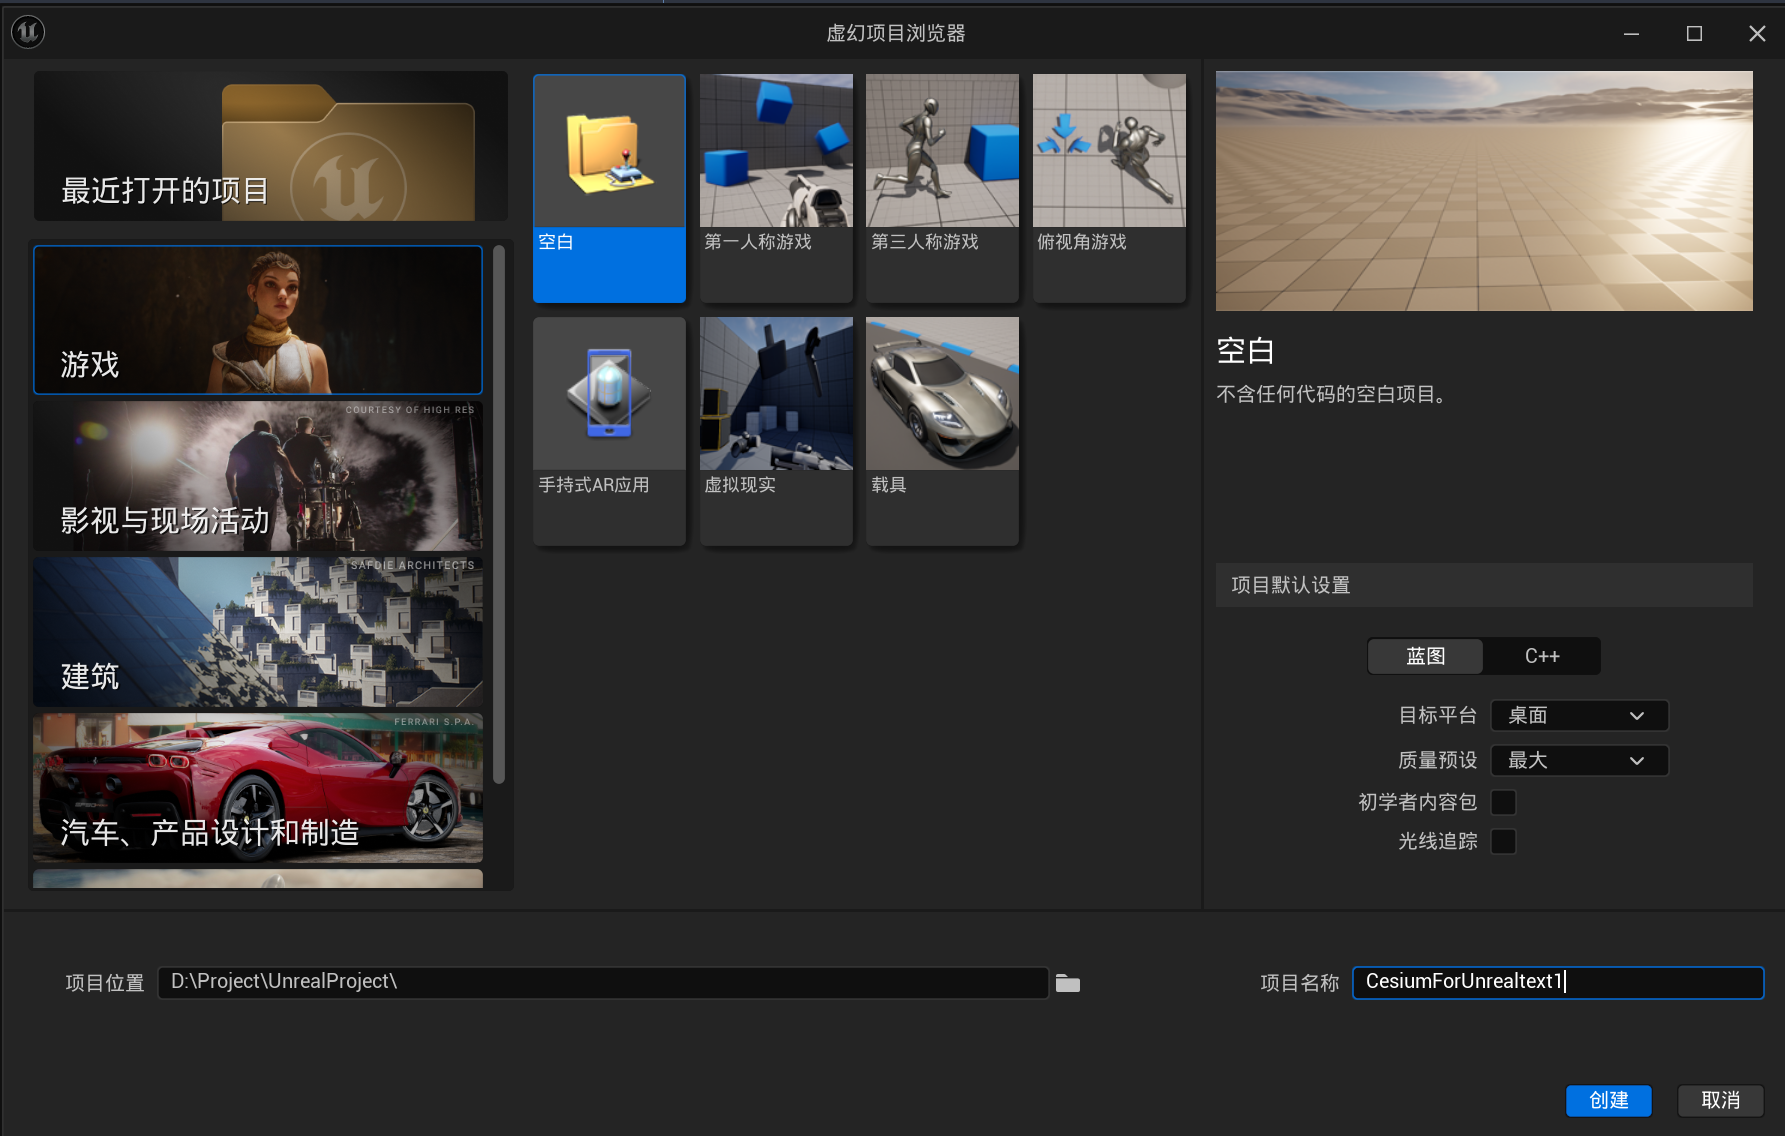 虚幻项目浏览器
最近打开的项目
游戏
COURTESY OF HIGH RES
影视与现场活动
SAFDIE ARCHITECTS
建筑
FERRARI S.P.A.
汽车、产品设计和制造
空白
第一人称游戏
第三人称游戏
俯视角游戏
手持式AR应用
虚拟现实
载具
空白
不含任何代码的空白项目。
项目默认设置
蓝图
C++
目标平台
桌面
质量预设
最大
初学者内容包
光线追踪
项目位置
D:\Project\UnrealProject\
项目名称
CesiumForUnrealtext1
创建
取消